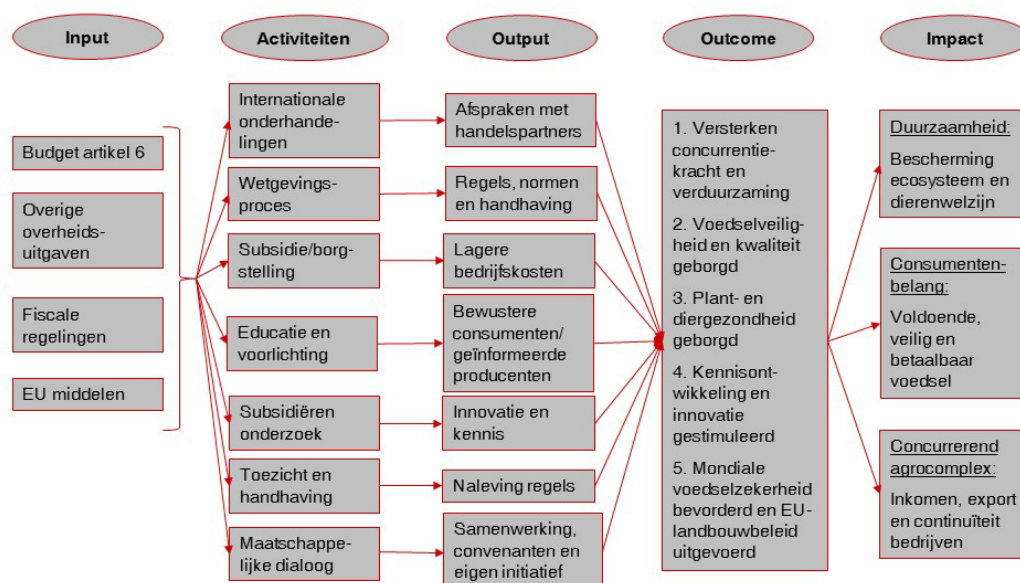 Input
Activiteiten
Output
Outcome
Impact
Budget artikel 6
Overige
overheids-
uitgaven
Fiscale
regelingen
EU middelen
Internationale
onderhande-
lingen
Wetgevings-
proces
Subsidie/borg-
stelling
Educatie en
voorlichting
Subsidiëren
onderzoek
Toezicht en
handhaving
Maatschappe-
lijke dialoog
Afspraken met
handelspartners
Regels, normen
en handhaving
Lagere
bedrijfskosten
Bewustere
consumenten/
geïnformeerde
producenten
Innovatie en
kennis
Naleving regels
Samenwerking,
convenanten en
eigen initiatief
1. Versterken
concurrentie-
kracht en
verduurzaming
2. Voedselveilig-
heid en kwaliteit
geborgd
3. Plant- en
diergezondheid
geborgd
4. Kennisont-
wikkeling en
innovatie
gestimuleerd
5. Mondiale
voedselzekerheid
bevorderd en EU-
landbouwbeleid
uitgevoerd
Duurzaamheid:
Bescherming
ecosysteem en
dierenwelzijn
Consumenten-
belang:
Voldoende,
veilig en
betaalbaar
voedsel
Concurrerend
agrocomplex:
Inkomen, export
en continuïteit
bedrijven